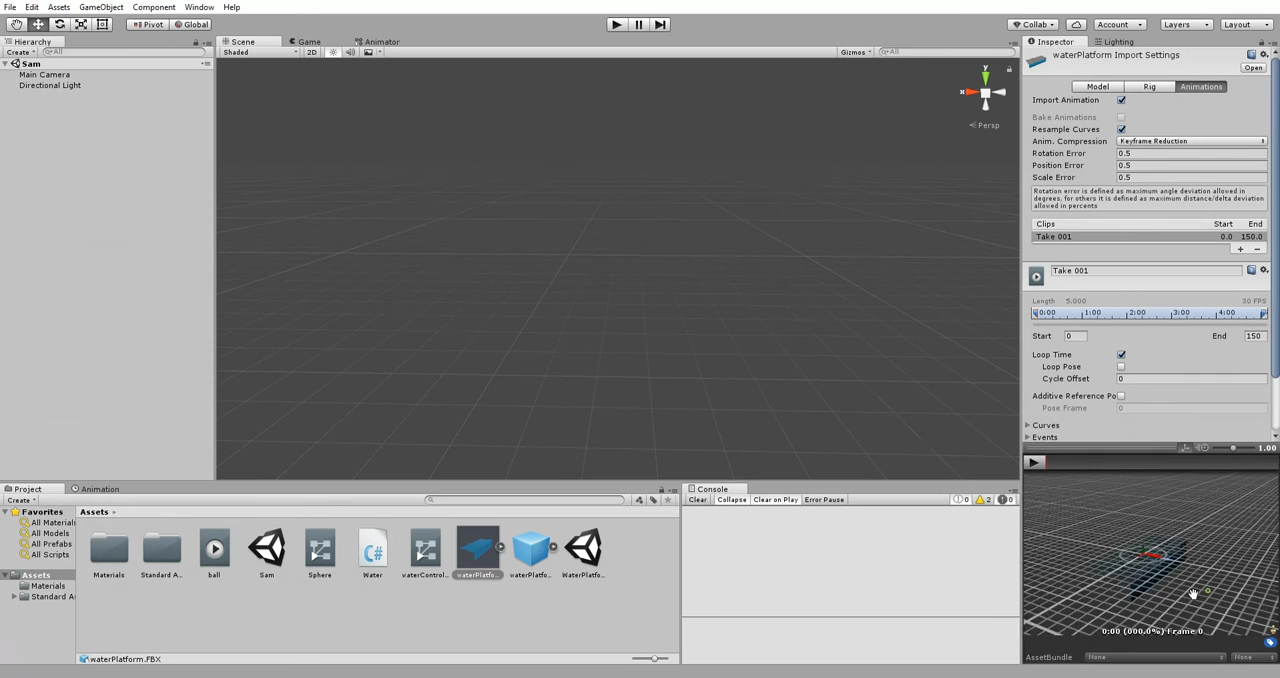 File Edit Assets GameObject Component Window Help
Pivot Global Collab Account Layers Layout
Hierarchy Scene Game Animator Inspector Lighting
Create All Shaded 2D Gizmos All
Sam
Main Camera
Directional Light
y
x
Persp
waterPlatform Import Settings
Open
Model Rig Animations
Import Animation
Bake Animations
Resample Curves
Anim. Compression Keyframe Reduction
Rotation Error 0.5
Position Error 0.5
Scale Error 0.5
Rotation error is defined as maximum angle deviation allowed in
degrees, for others it is defined as maximum distance/delta deviation
allowed in percents
Clips Start End
Take 001 0.0 150.0
+ −
Take 001
Length 5.000 30 FPS
0:00 1:00 2:00 3:00 4:00
Start 0 End 150
Loop Time
Loop Pose
Cycle Offset 0
Additive Reference Po
Pose Frame 0
Curves
Events
1.00
0:00 (000.0%) Frame 0
AssetBundle None None
Project Animation
Create
Favorites
All Materials
All Models
All Prefabs
All Scripts
Assets
Materials
Standard As
Assets
Materials Standard A... ball Sam Sphere Water waterControl... waterPlatfo... waterPlatfo... WaterPlatfo...
C#
waterPlatform.FBX
Console
Clear Collapse Clear on Play Error Pause 0 2 0